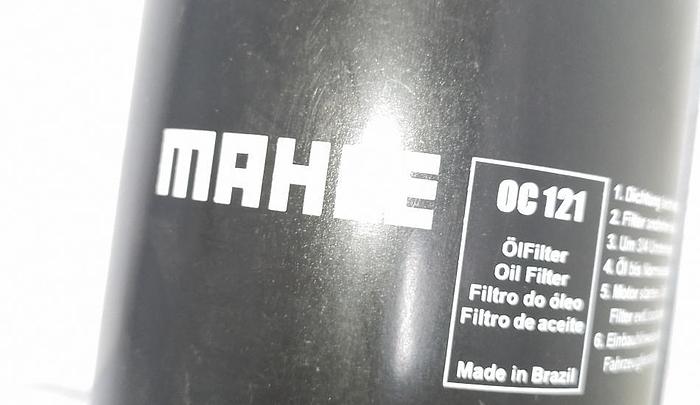 MAHLE
OC 121
ÖlFilter
Oil Filter
Filtro do óleo
Filtro de aceite
Made in Brazil
1. Dichtung
2. Filter
3. Um 3/4
4. Öl bis
5. Motor
Filter
6.